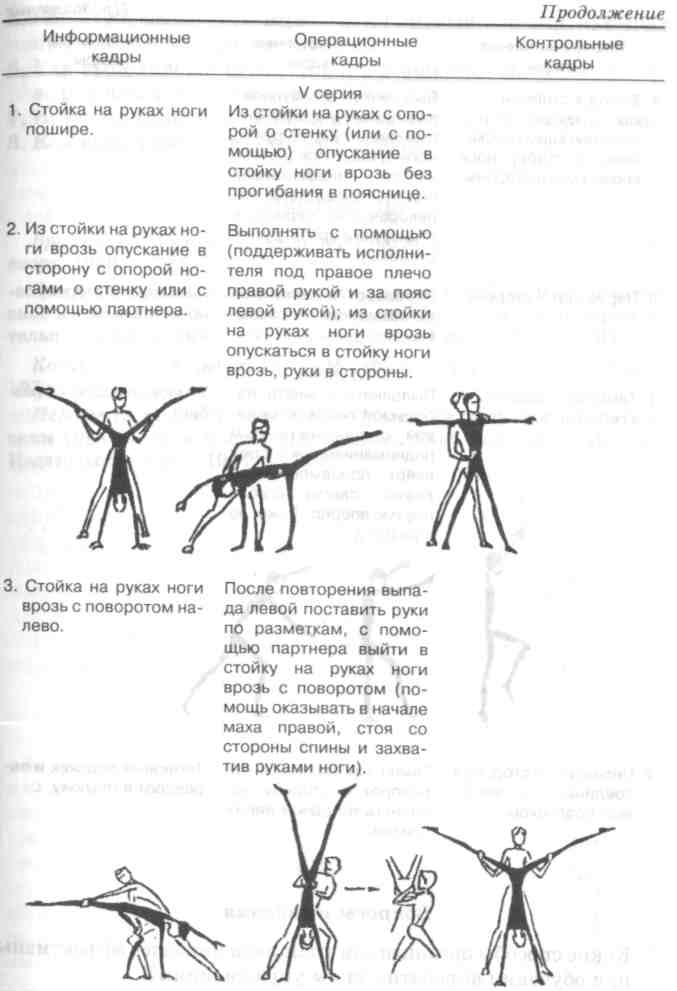 Продолжение
Информационные кадры
Операционные кадры
Контрольные кадры
V серия
1. Стойка на руках ноги
пошире.
Из стойки на руках с опо-
рой о стенку (или с по-
мощью) опускание в
стойку ноги врозь без
прогибания в пояснице.
2. Из стойки на руках но-
ги врозь опускание в
сторону с опорой но-
гами о стенку или с
помощью партнера.
Выполнять с помощью
(поддерживать исполни-
теля под правое плечо
правой рукой и за пояс
левой рукой); из стойки
на руках ноги врозь
опускаться в стойку ноги
врозь, руки в стороны.
3. Стойка на руках ноги
врозь с поворотом на-
лево.
После повторения выпа-
да левой поставить руки
по разметкам, с помо-
щью партнера выйти в
стойку на руках ноги
врозь с поворотом (по-
мощь оказывать в начале
маха правой, стоя со
стороны спины и захва-
тив руками ноги).